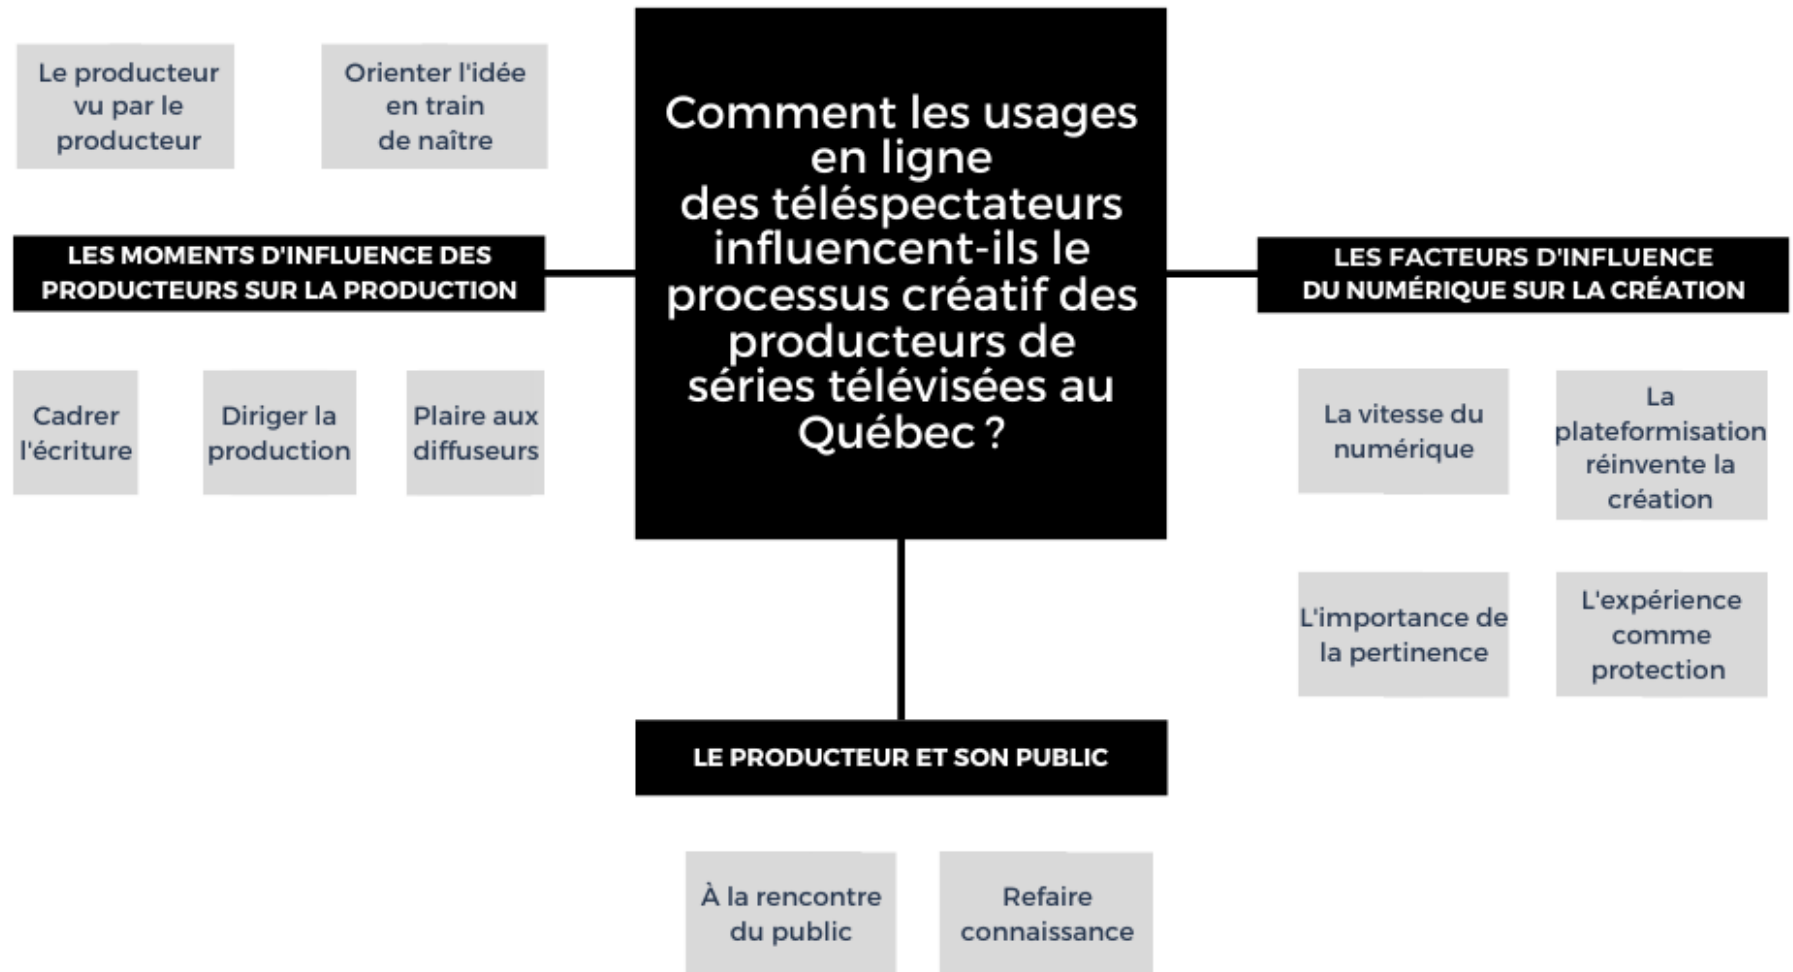 Le producteur
vu par le
producteur
Orienter l'idée
en train
de naître
LES MOMENTS D'INFLUENCE DES
PRODUCTEURS SUR LA PRODUCTION
Cadrer
l'écriture
Diriger la
production
Plaire aux
diffuseurs
Comment les usages
en ligne
des téléspectateurs
influencent-ils le
processus créatif des
producteurs de
séries télévisées au
Québec ?
LES FACTEURS D'INFLUENCE
DU NUMÉRIQUE SUR LA CRÉATION
La vitesse du
numérique
La
plateformisation
réinvente la
création
L'importance de
la pertinence
L'expérience
comme
protection
LE PRODUCTEUR ET SON PUBLIC
À la rencontre
du public
Refaire
connaissance